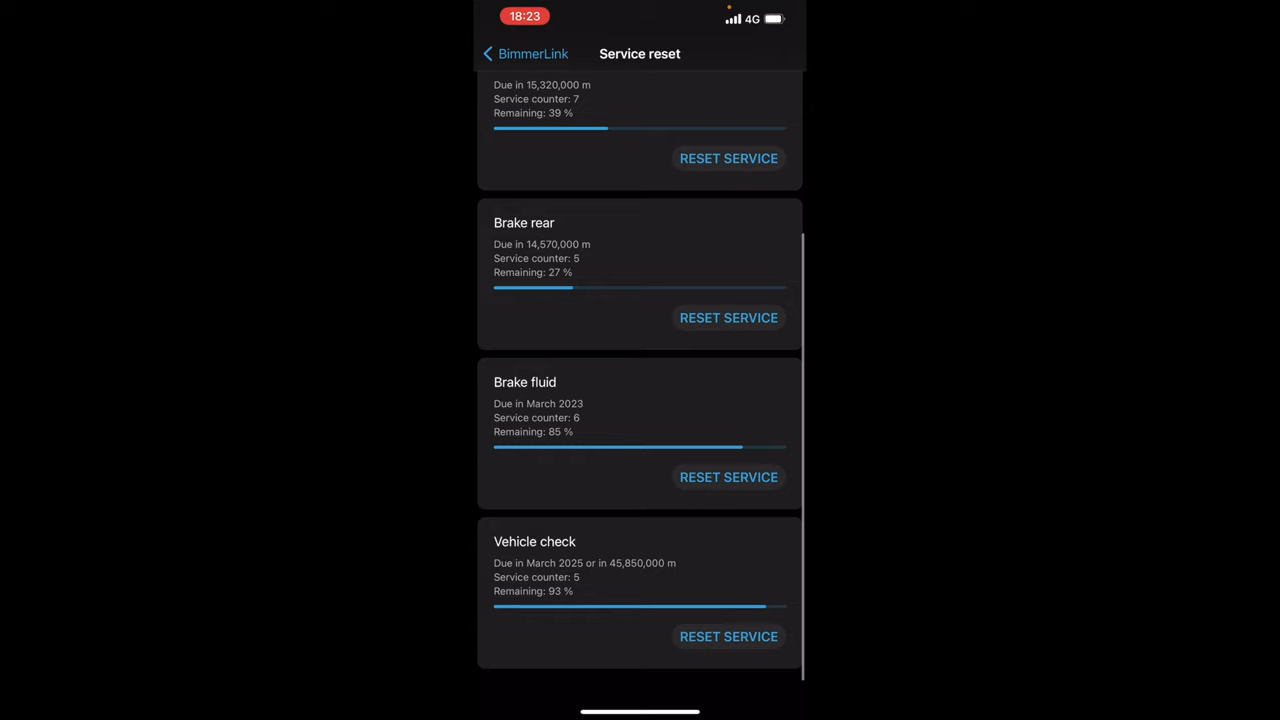 18:23
4G
BimmerLink
Service reset
Due in 15,320,000 m
Service counter: 7
Remaining: 39 %
RESET SERVICE
Brake rear
Due in 14,570,000 m
Service counter: 5
Remaining: 27 %
RESET SERVICE
Brake fluid
Due in March 2023
Service counter: 6
Remaining: 85 %
RESET SERVICE
Vehicle check
Due in March 2025 or in 45,850,000 m
Service counter: 5
Remaining: 93 %
RESET SERVICE